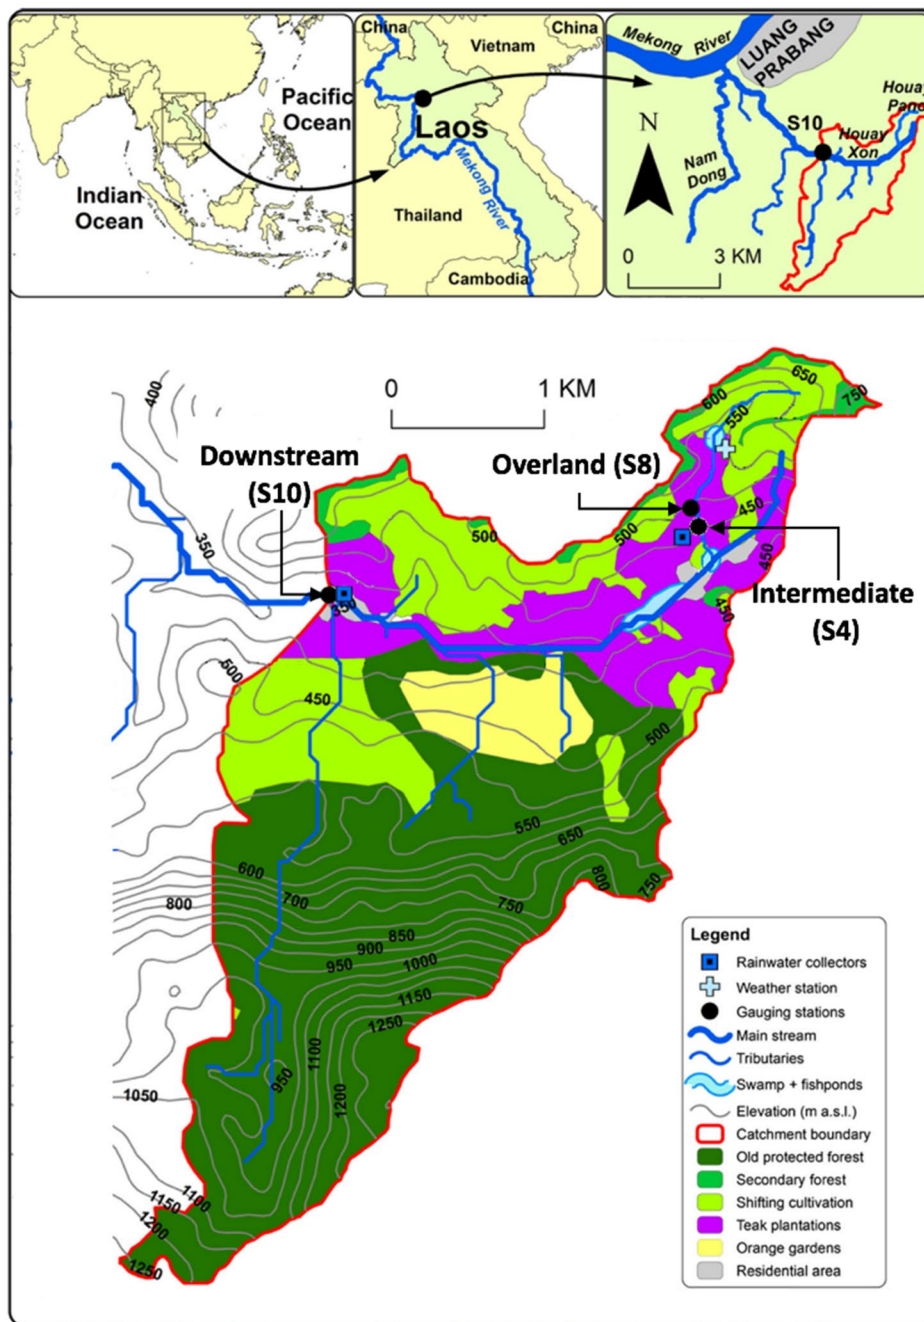 China
Vietnam
China
Pacific
Ocean
Indian
Ocean
Laos
Mekong River
Thailand
Cambodia
Mekong River
LUANG
PRABANG
Houay
Pano
S10
Houay
Xon
N
Nam
Dong
0 3 KM
0 1 KM
400
350
Downstream
(S10)
Overland (S8)
Intermediate
(S4)
600
650
750
550
500
500
450
450
450
350
500
450
500
550
650
600
700
750
800
750
800
850
900
950
1000
1150
1250
1100
950
1200
1050
1100
1150
1200
1250
Legend
Rainwater collectors
Weather station
Gauging stations
Main stream
Tributaries
Swamp + fishponds
Elevation (m a.s.l.)
Catchment boundary
Old protected forest
Secondary forest
Shifting cultivation
Teak plantations
Orange gardens
Residential area